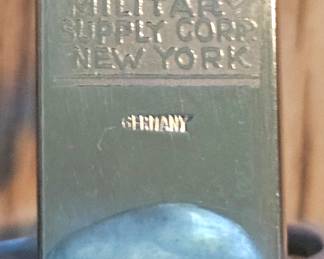 MILITARY
SUPPLY CORP.
NEW YORK
GERMANY